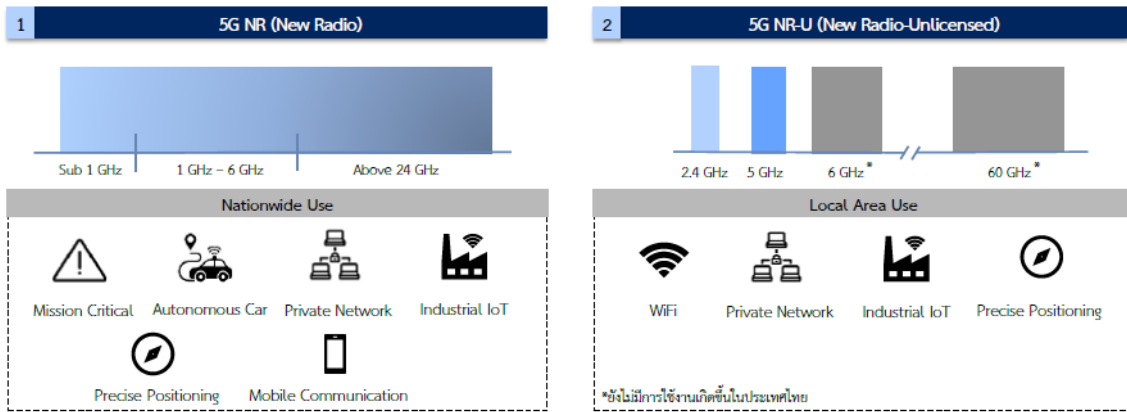 1
5G NR (New Radio)
Sub 1 GHz
1 GHz – 6 GHz
Above 24 GHz
Nationwide Use
Mission Critical
Autonomous Car
Private Network
Industrial IoT
Precise Positioning
Mobile Communication
2
5G NR-U (New Radio-Unlicensed)
2.4 GHz
5 GHz
6 GHz*
60 GHz*
Local Area Use
WiFi
Private Network
Industrial IoT
Precise Positioning
*ยังไม่มีการใช้งานเกิดขึ้นในประเทศไทย